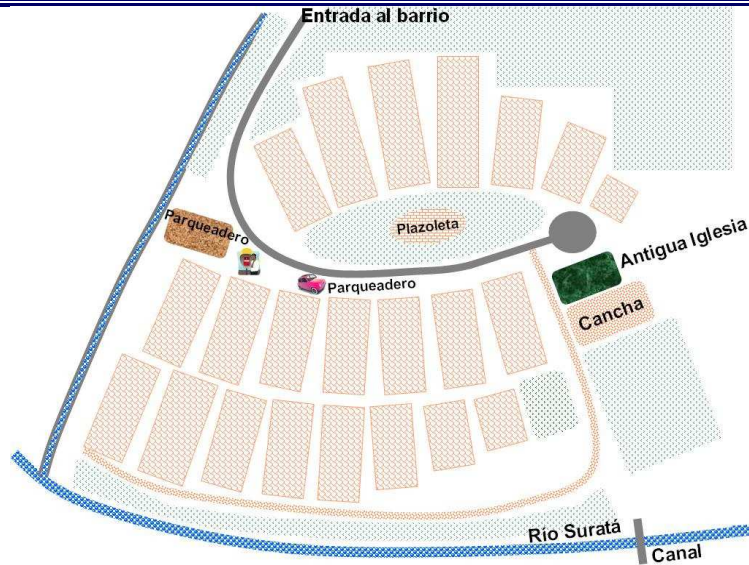 Entrada al barrio
Parqueadero
Plazoleta
Antigua Iglesia
Parqueadero
Cancha
Río Suratá
Canal